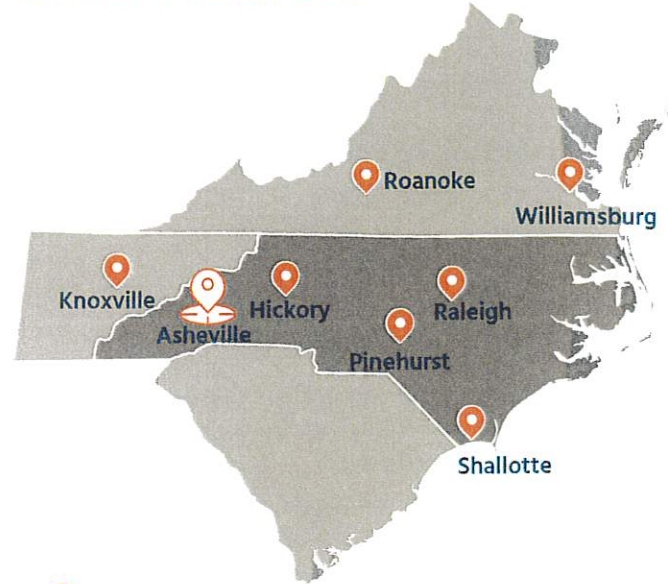 Roanoke
Williamsburg
Knoxville
Asheville
Hickory
Raleigh
Pinehurst
Shallotte